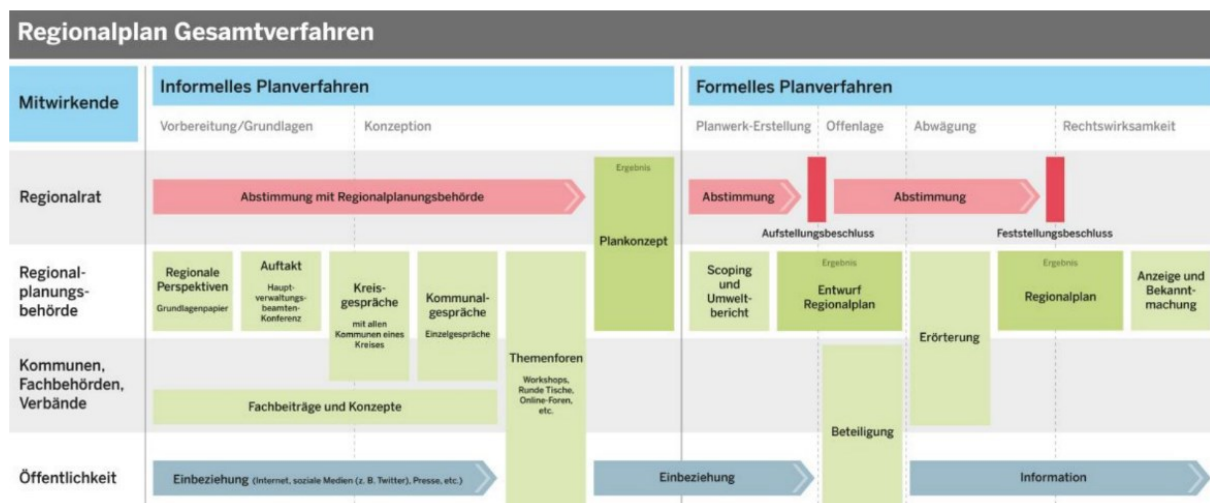 Regionalplan Gesamtverfahren
Mitwirkende
Informelles Planverfahren
Formelles Planverfahren
Vorbereitung/Grundlagen
Konzeption
Planwerk-Erstellung
Offenlage
Abwägung
Rechtswirksamkeit
Regionalrat
Abstimmung mit Regionalplanungsbehörde
Ergebnis
Plankonzept
Abstimmung
Aufstellungsbeschluss
Abstimmung
Feststellungsbeschluss
Regional-
planungs-
behörde
Regionale
Perspektiven
Grundlagenpapier
Auftakt
Haupt-
verwaltungs-
beamten-
Konferenz
Kreis-
gespräche
mit allen
Kommunen eines
Kreises
Kommunal-
gespräche
Einzelgespräche
Themenforen
Workshops,
Runde Tische,
Online-Foren,
etc.
Scoping
und
Umwelt-
bericht
Ergebnis
Entwurf
Regionalplan
Erörterung
Ergebnis
Regionalplan
Anzeige und
Bekannt-
machung
Kommunen,
Fachbehörden,
Verbände
Fachbeiträge und Konzepte
Beteiligung
Öffentlichkeit
Einbeziehung (Internet, soziale Medien (z. B. Twitter), Presse, etc.)
Einbeziehung
Information